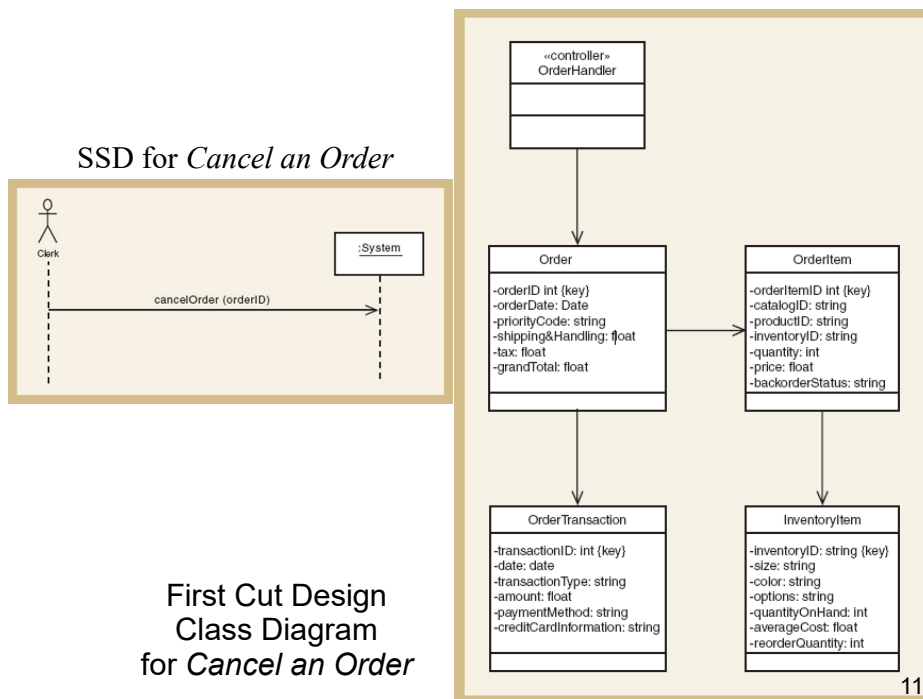 SSD for Cancel an Order
Clerk
:System
cancelOrder (orderID)
First Cut Design
Class Diagram
for Cancel an Order
«controller»
OrderHandler
Order
-orderID int {key}
-orderDate: Date
-priorityCode: string
-shipping&Handling: float
-tax: float
-grandTotal: float
OrderItem
-orderItemID int {key}
-catalogID: string
-productID: string
-inventoryID: string
-quantity: int
-price: float
-backorderStatus: string
OrderTransaction
-transactionID: int {key}
-date: date
-transactionType: string
-amount: float
-paymentMethod: string
-creditCardInformation: string
InventoryItem
-inventoryID: string {key}
-size: string
-color: string
-options: string
-quantityOnHand: int
-averageCost: float
-reorderQuantity: int
11